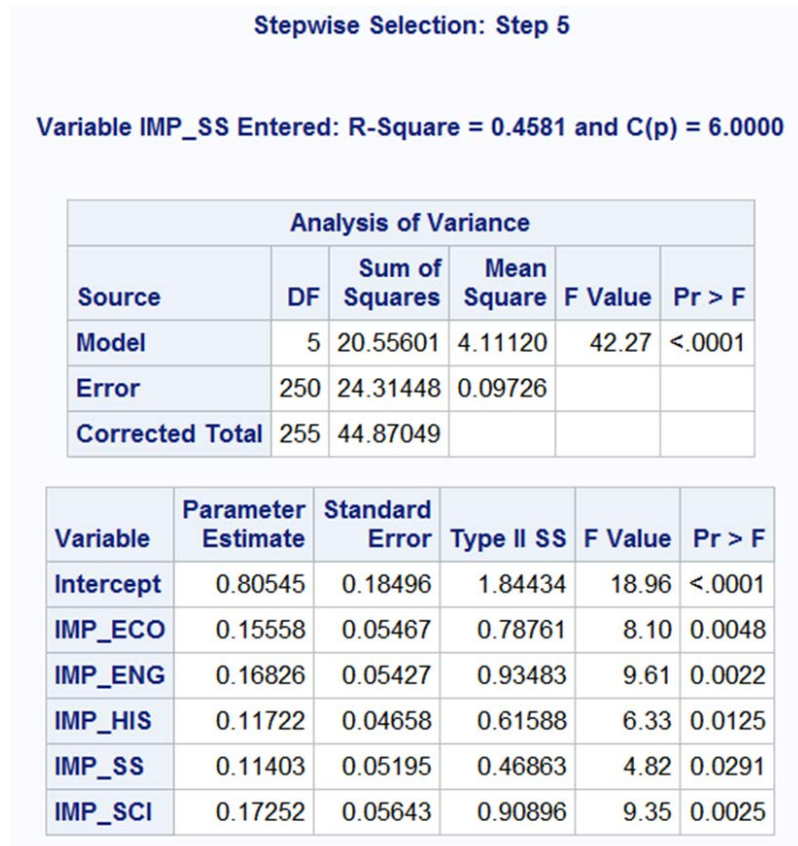 Stepwise Selection: Step 5
Variable IMP_SS Entered: R-Square = 0.4581 and C(p) = 6.0000
Analysis of Variance
Source DF Sum of Squares Mean Square F Value Pr > F
Model 5 20.55601 4.11120 42.27 <.0001
Error 250 24.31448 0.09726
Corrected Total 255 44.87049
Variable Parameter Estimate Standard Error Type II SS F Value Pr > F
Intercept 0.80545 0.18496 1.84434 18.96 <.0001
IMP_ECO 0.15558 0.05467 0.78761 8.10 0.0048
IMP_ENG 0.16826 0.05427 0.93483 9.61 0.0022
IMP_HIS 0.11722 0.04658 0.61588 6.33 0.0125
IMP_SS 0.11403 0.05195 0.46863 4.82 0.0291
IMP_SCI 0.17252 0.05643 0.90896 9.35 0.0025